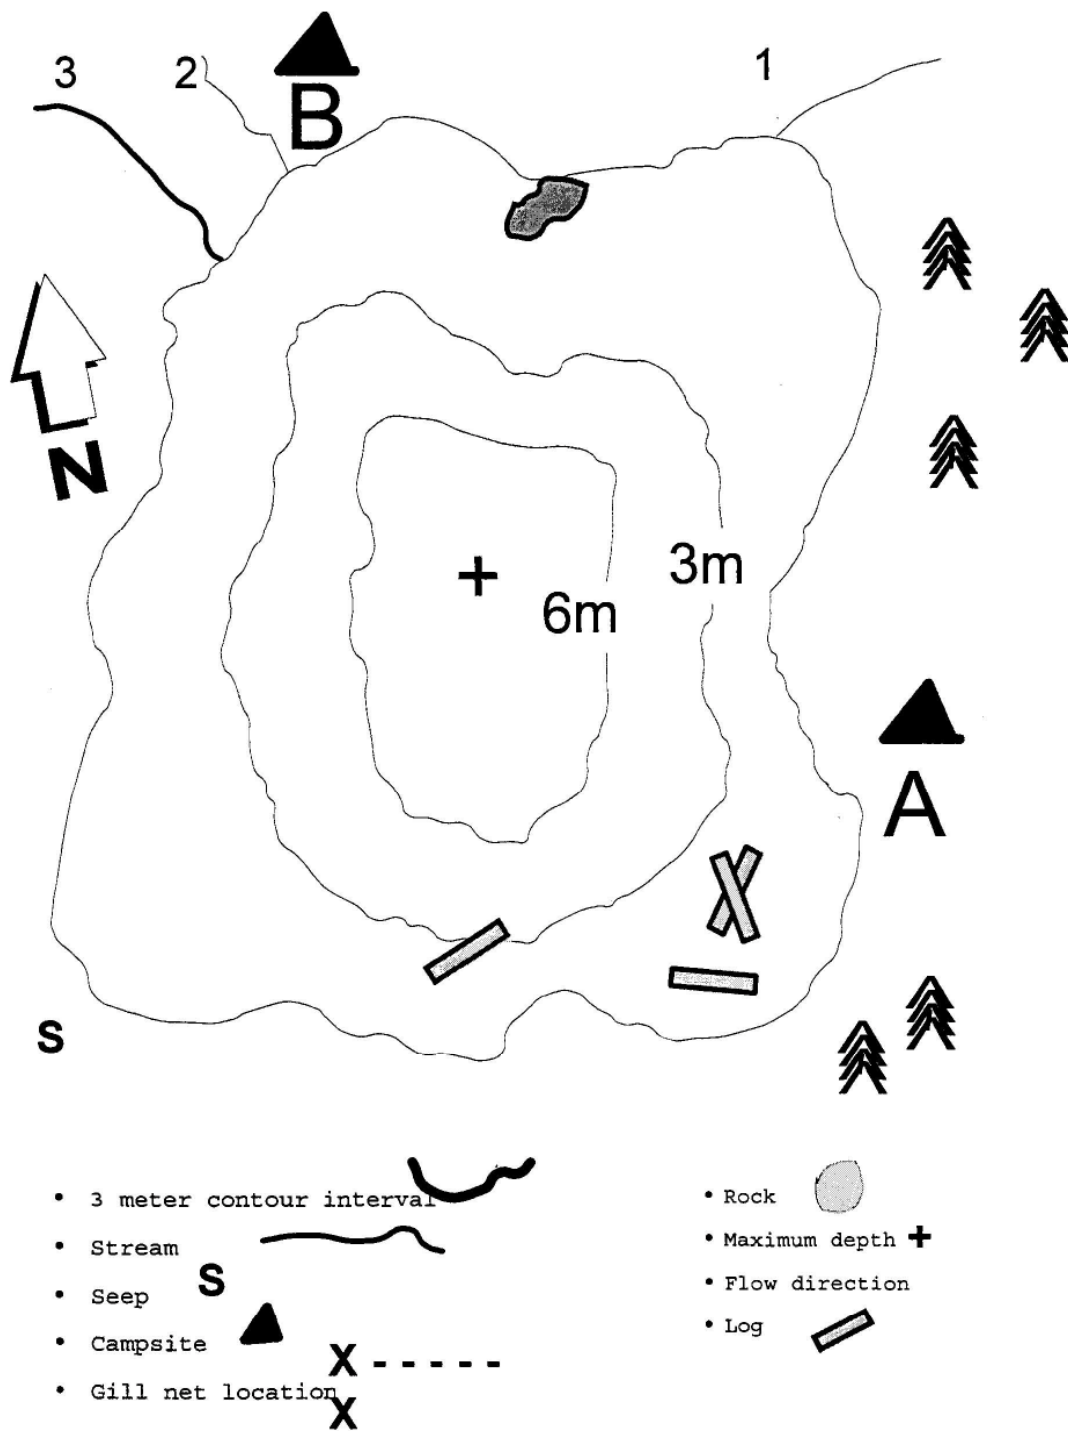 3
2
1
B
N
3m
6m
A
S
• 3 meter contour interval
• Stream
• Seep S
• Campsite
X - - - - -
• Gill net location
X
• Rock
• Maximum depth +
• Flow direction
• Log